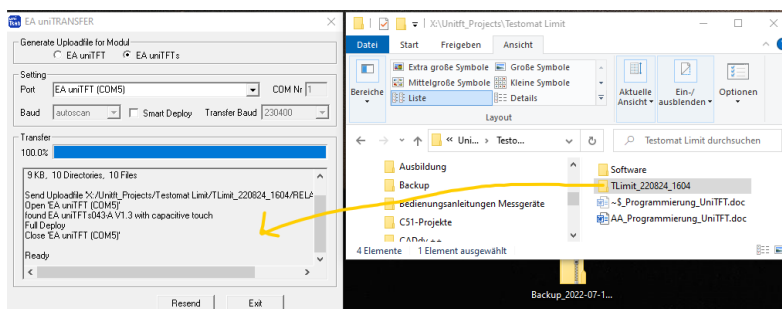 EA uniTRANSFER
Generate Uploadfile for Modul
EA uniTFT EA uniTFTs
Setting
Port EA uniTFT (COM5) COM Nr 1
Baud autoscan Smart Deploy Transfer Baud 230400
Transfer
100.0%
9 KB, 10 Directories, 10 Files
Send Uploadfile 'X:/Unitft_Projects/Testomat Limit/TLimit_220824_1604/RELA
Open 'EA uniTFT (COM5)'
found EA uniTFTs043-A V1.3 with capacitive touch
Full Deploy
Close 'EA uniTFT (COM5)'
Ready
Resend Exit
X:\Unitft_Projects\Testomat Limit
Datei Start Freigeben Ansicht
Bereiche
Extra große Symbole Große Symbole
Mittelgroße Symbole Kleine Symbole
Liste Details
Layout
Aktuelle Ansicht
Ein-/ ausblenden
Optionen
« Uni... Testo... Testomat Limit durchsuchen
Ausbildung
Backup
Bedienungsanleitungen Messgeräte
C51-Projekte
CADdy ++
Software
TLimit_220824_1604
~$_Programmierung_UniTFT.doc
AA_Programmierung_UniTFT.doc
4 Elemente 1 Element ausgewählt
Backup_2022-07-1...